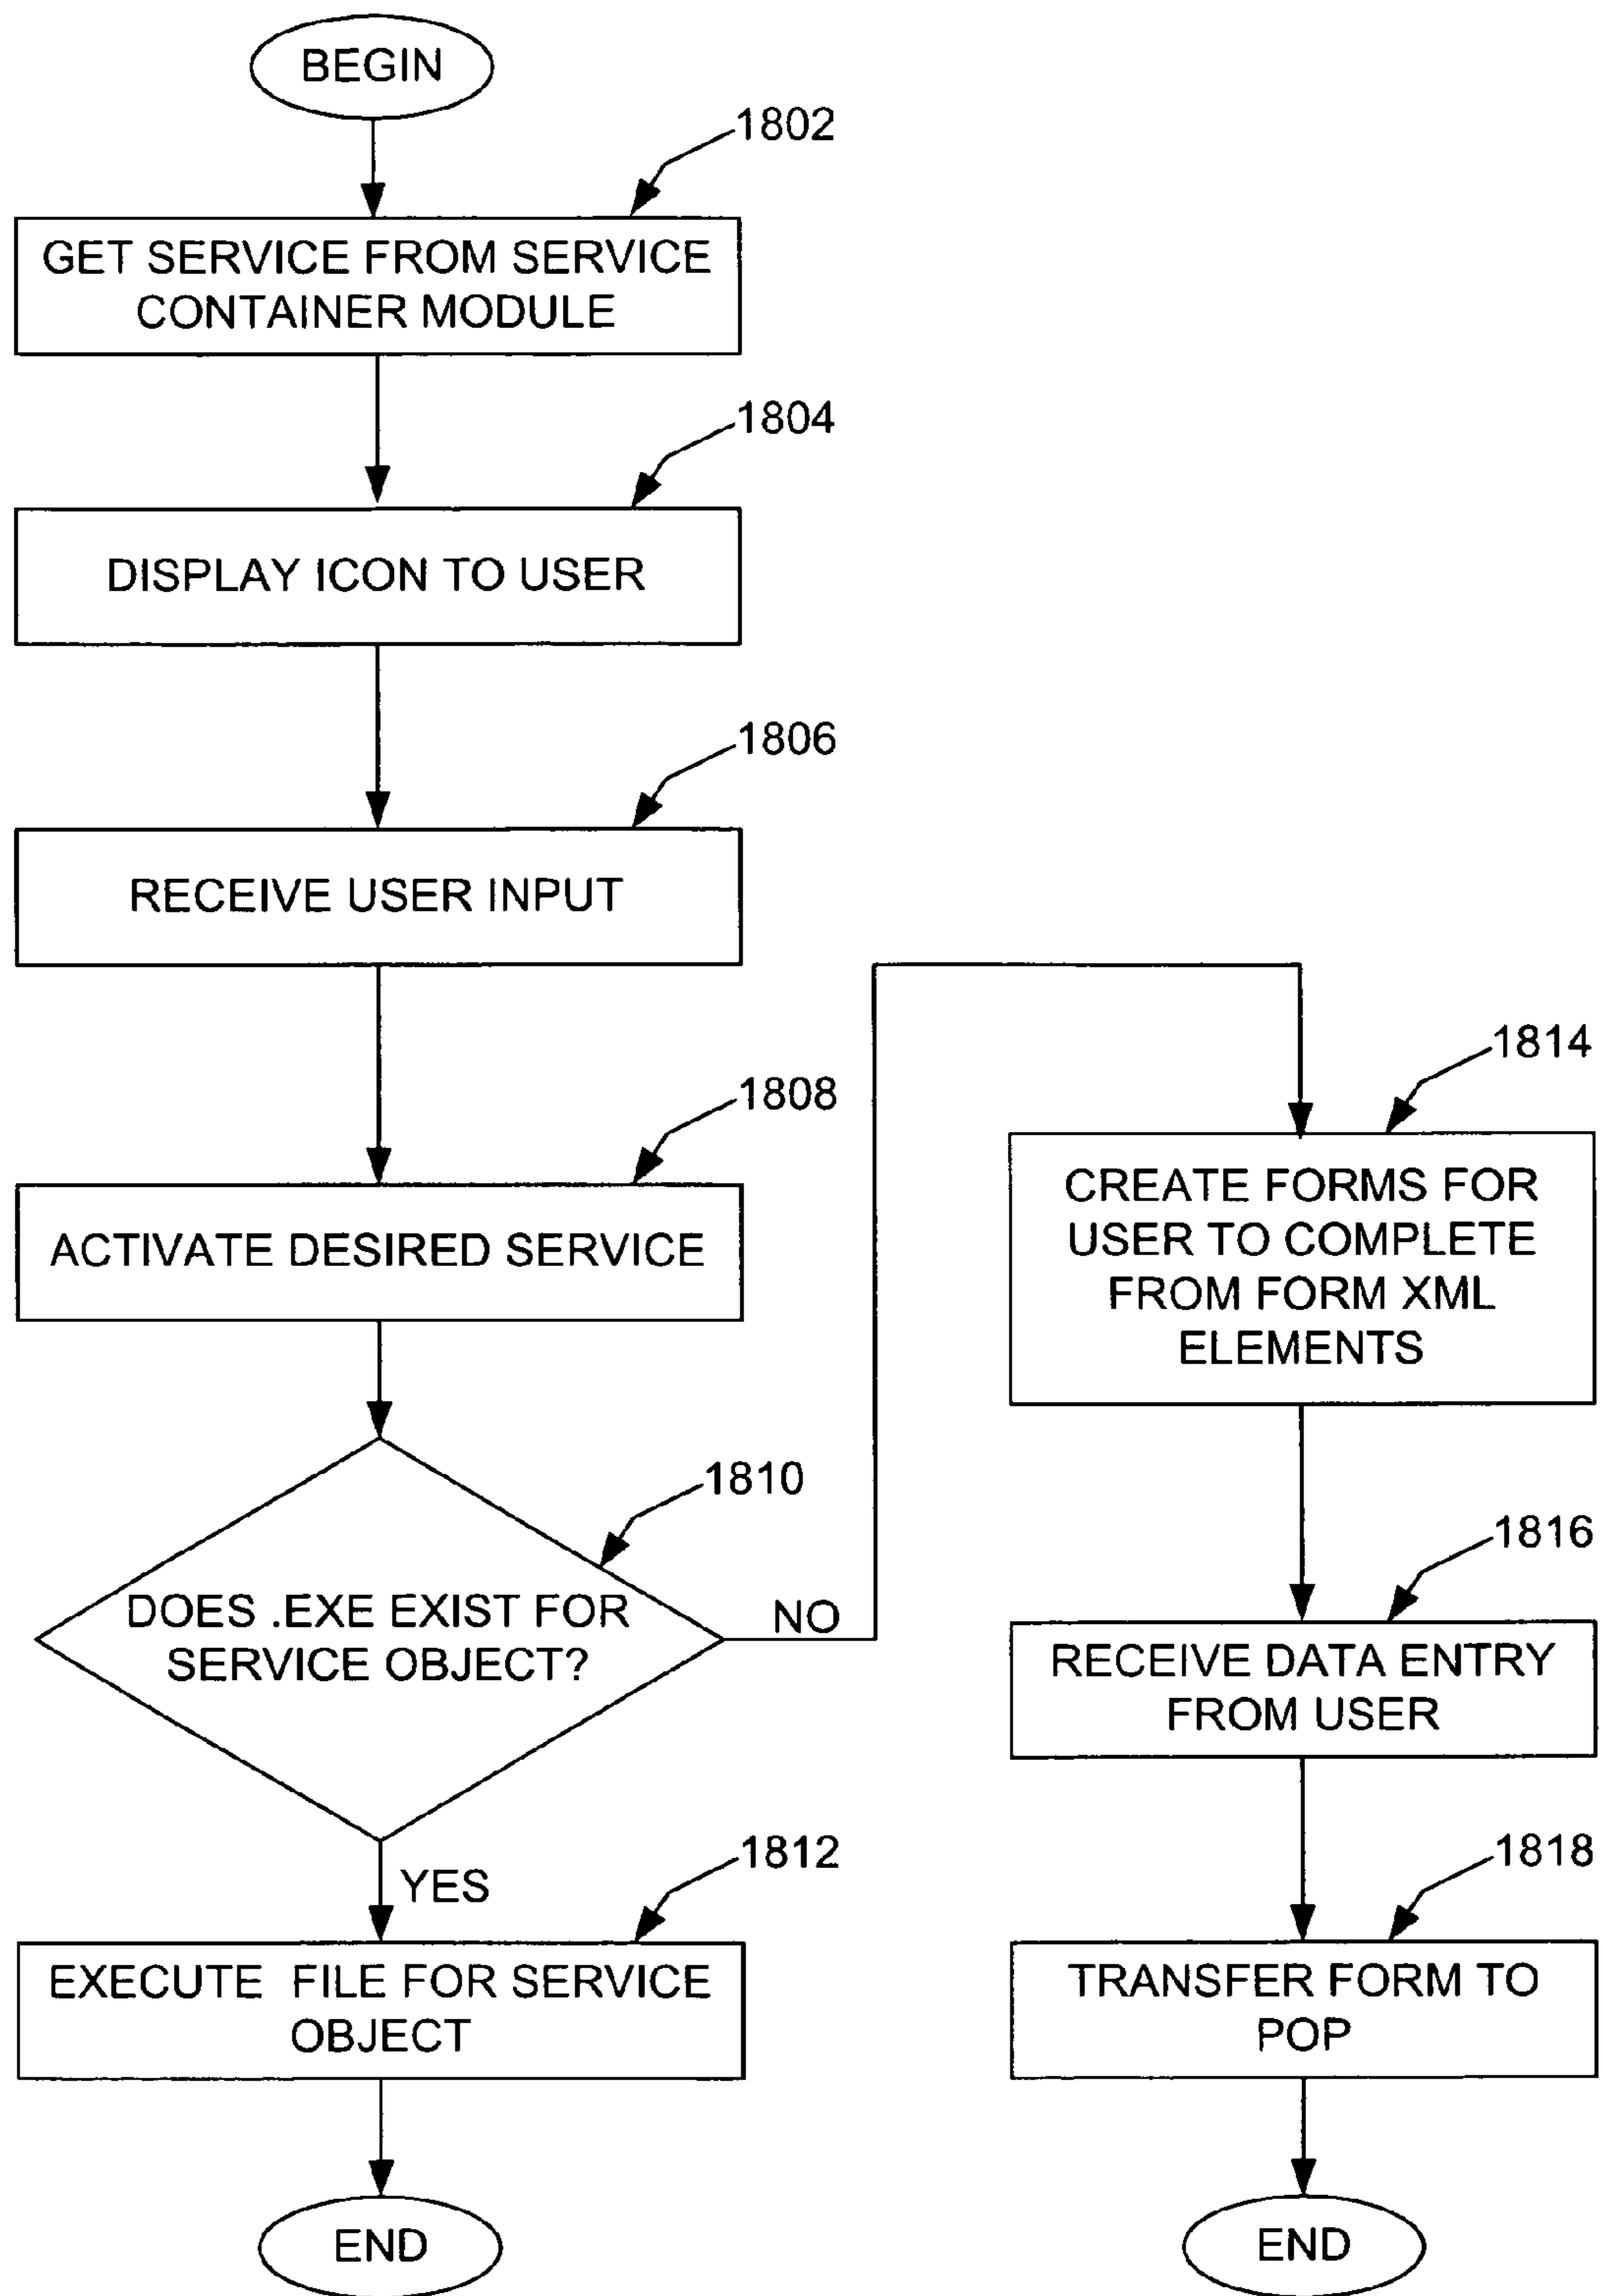 BEGIN
1802
GET SERVICE FROM SERVICE
CONTAINER MODULE
1804
DISPLAY ICON TO USER
1806
RECEIVE USER INPUT
1808
ACTIVATE DESIRED SERVICE
1810
DOES .EXE EXIST FOR
SERVICE OBJECT?
NO
YES
1812
EXECUTE FILE FOR SERVICE
OBJECT
END
1814
CREATE FORMS FOR
USER TO COMPLETE
FROM FORM XML
ELEMENTS
1816
RECEIVE DATA ENTRY
FROM USER
1818
TRANSFER FORM TO
POP
END